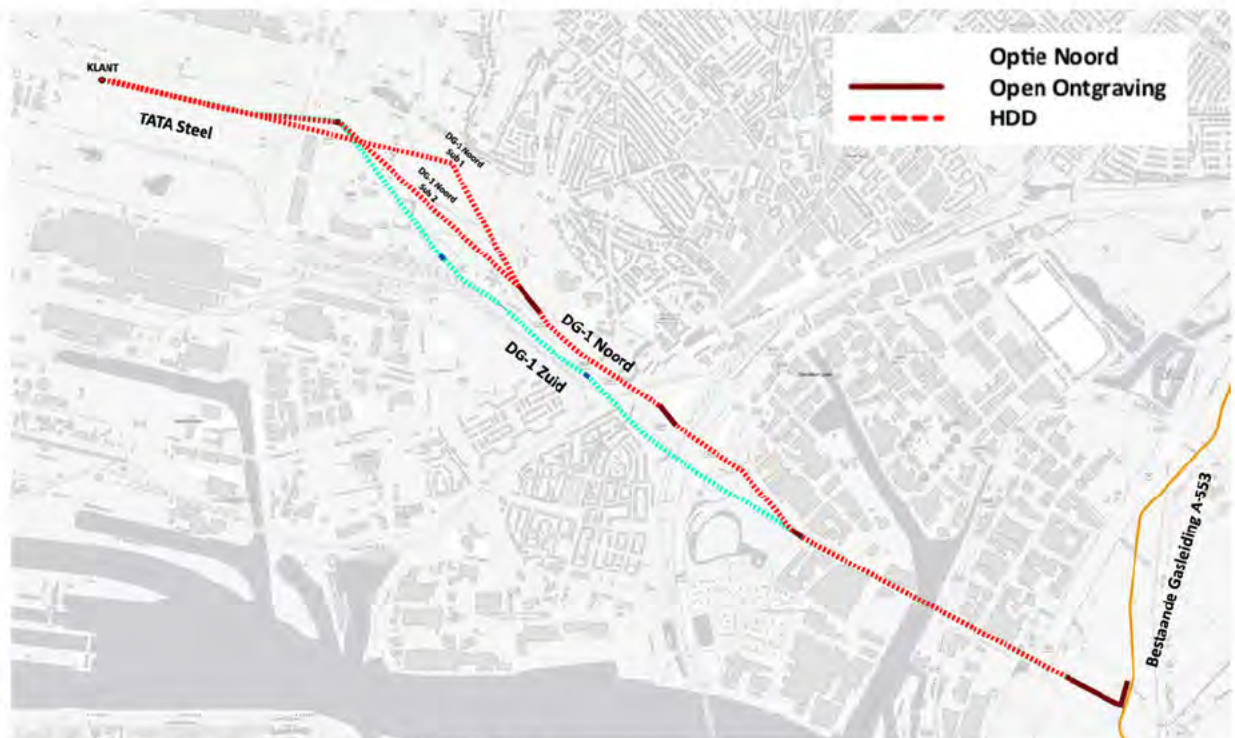 Optie Noord
Open Ontgraving
HDD
KLANT
TATA Steel
DG-1 Noord
Sub 1
DG-1 Noord
Sub 2
DG-1 Noord
DG-1 Zuid
Bestaande Gasleiding A-553